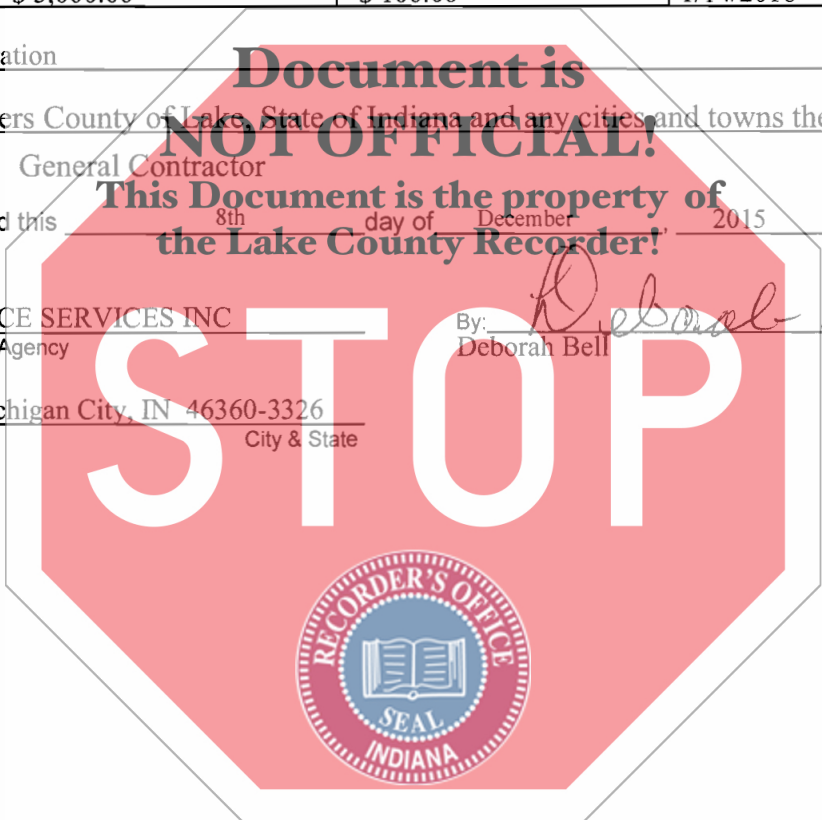 ation
Document is
ers County of Lake, State of Indiana and any cities and towns the
NOT OFFICIAL!
General Contractor
This Document is the property of
d this 8th day of December, 2015
the Lake County Recorder!
CE SERVICES INC
By: Deborah
Agency
Deborah Bell
STOP
chigan City, IN 46360-3326
City & State
RECORDER'S OFFICE
SEAL
INDIANA